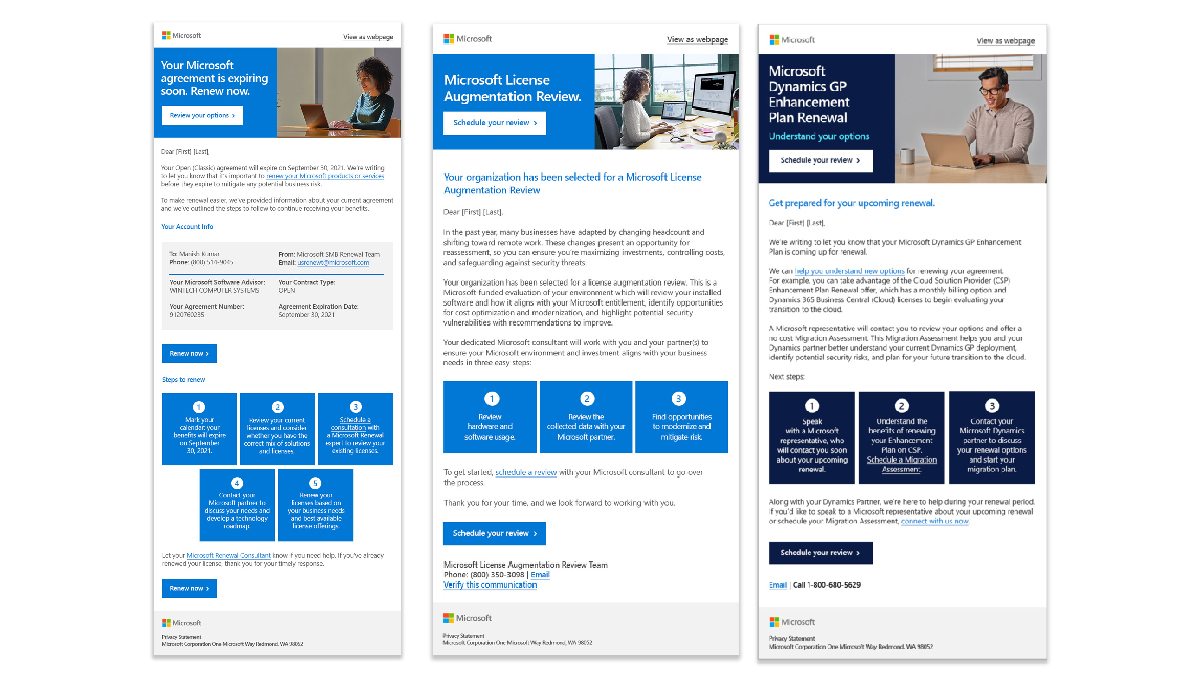 Microsoft
View as webpage
Your Microsoft
agreement is expiring
soon. Renew now.
Review your options >
Dear [First] [Last],
Your Open (Classic) agreement will expire on September 30, 2021. We're writing
to let you know that it's important to renew your Microsoft products or services
before they expire to mitigate any potential business risk.
To make renewal easier, we've provided information about your current agreement
and we've outlined the steps to follow to continue receiving your benefits.
Your Account Info
To: Manish Kumar
Phone: (800) 514-9045
From: Microsoft SMB Renewal Team
Email: usrenewt@microsoft.com
Your Microsoft Software Advisor:
WINTECH COMPUTER SYSTEMS
Your Contract Type:
OPEN
Your Agreement Number:
Agreement Expiration Date:
September 30, 2021
Renew now >
Steps to renew
1
Mark your
calendar: your
benefits will expire
on September
30, 2021.
2
Review your current
licenses and consider
whether you have the
correct mix of solutions
and licenses.
3
Schedule a
consultation with
a Microsoft Renewal
expert to review your
existing licenses.
4
Contact your
Microsoft partner to
discuss your needs and
develop a technology
roadmap.
5
Renew your
licenses based on
your business needs
and best available
license offerings.
Let your Microsoft Renewal Consultant know if you need help. If you've already
renewed your license, thank you for your timely response.
Renew now >
Microsoft
Privacy Statement
Microsoft Corporation One Microsoft Way Redmond, WA 98052
Microsoft
View as webpage
Microsoft License
Augmentation Review.
Schedule your review >
Your organization has been selected for a Microsoft License
Augmentation Review
Dear [First] [Last],
In the past year, many businesses have adapted by changing headcount and
shifting toward remote work. These changes present an opportunity for
reassessment, so you can ensure you're maximizing investments, controlling costs,
and safeguarding against security threats.
Your organization has been selected for a license augmentation review. This is a
Microsoft-funded evaluation of your environment which will review your installed
software and how it aligns with your Microsoft entitlement, identify opportunities
for cost optimization and modernization, and highlight potential security
vulnerabilities with recommendations to improve.
Your dedicated Microsoft consultant will work with you and your partner(s) to
ensure your Microsoft environment and investment aligns with your business
needs in three easy steps:
1
Review
hardware and
software usage.
2
Review the
collected data with your
Microsoft partner.
3
Find opportunities
to modernize and
mitigate risk.
To get started, schedule a review with your Microsoft consultant to go over
the process.
Thank you for your time, and we look forward to working with you.
Schedule your review >
Microsoft License Augmentation Review Team
Phone: (800) 350-3098 | Email
Verify this communication
Microsoft
Privacy Statement
Microsoft Corporation One Microsoft Way Redmond, WA 98052
Microsoft
View as webpage
Microsoft
Dynamics GP
Enhancement
Plan Renewal
Understand your options
Schedule your review >
Get prepared for your upcoming renewal.
Dear [First] [Last],
We're writing to let you know that your Microsoft Dynamics GP Enhancement
Plan is coming up for renewal.
We can help you understand new options for renewing your agreement.
For example, you can take advantage of the Cloud Solution Provider (CSP)
Enhancement Plan Renewal offer, which has a monthly billing option and
Dynamics 365 Business Central (Cloud) licenses to begin evaluating your
transition to the cloud.
A Microsoft representative will contact you to review your options and offer a
no cost Migration Assessment. This Migration Assessment helps you and your
Dynamics partner better understand your current Dynamics GP deployment,
identify potential security risks, and plan for your future transition to the cloud.
Next steps:
1
Speak
with a Microsoft
representative, who
will contact you soon
about your upcoming
renewal.
2
Understand the
benefits of renewing
your Enhancement
Plan on CSP.
Schedule a Migration
Assessment.
3
Contact your
Microsoft Dynamics
partner to discuss
your renewal options
and start your
migration plan.
Along with your Dynamics Partner, we're here to help during your renewal period.
If you'd like to speak to a Microsoft representative about your upcoming renewal
or schedule your Migration Assessment, connect with us now.
Schedule your review >
Email | Call 1-800-680-5629
Microsoft
Privacy Statement
Microsoft Corporation One Microsoft Way Redmond, WA 98052